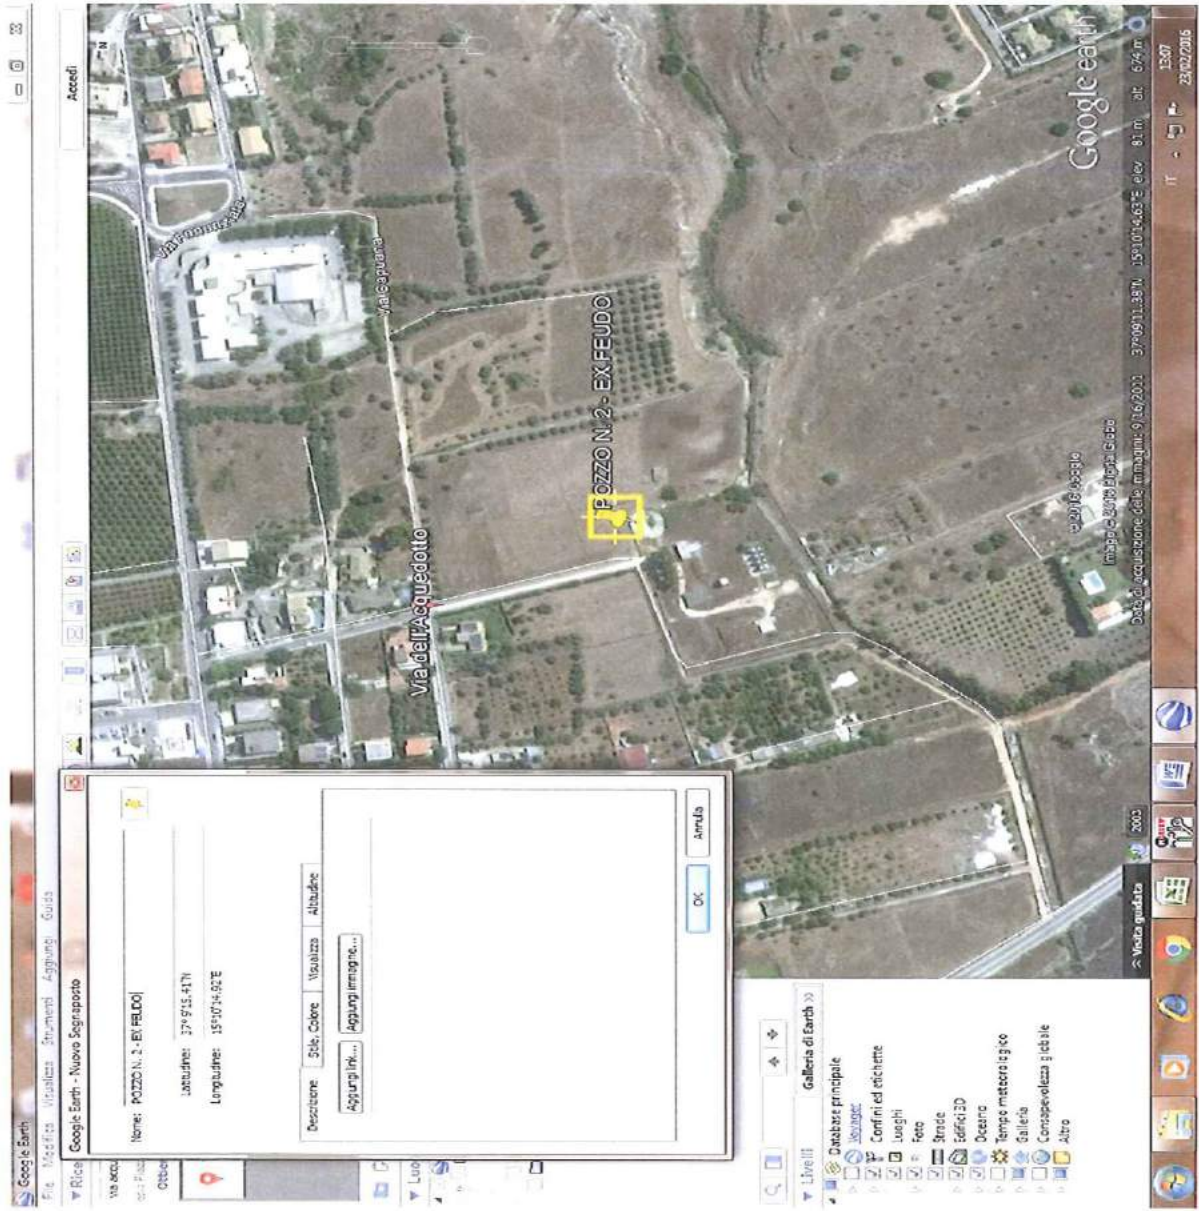 Google Earth
File Modifica Visualizza Strumenti Aggiungi Guida
Accedi
Google Earth - Nuovo Segnaposto
Nome: POZZO N. 2 - EX FEUDO
Latitudine: 37° 9'15.41"N
Longitudine: 15°10'14.92"E
Descrizione Stile, Colore Visualizza Altitudine
Aggiungi link... Aggiungi immagine...
OK Annulla
Livelli
Galleria di Earth >>
Database principale
Voyager
Confini ed etichette
Luoghi
Foto
Strade
Edifici 3D
Oceano
Tempo meteorologico
Galleria
Consapevolezza globale
Altro
N
Via Capuana
Via dell'Acquedotto
POZZO N. 2 - EX FEUDO
© 2016 Google
Image © 2016 DigitalGlobe
Google earth
Visita guidata
2003
Data di acquisizione delle immagini: 9/16/2011 37°09'11.38"N 15°10'14.63"E elev 81 m alt 674 m
IT
13:07
23/02/2016